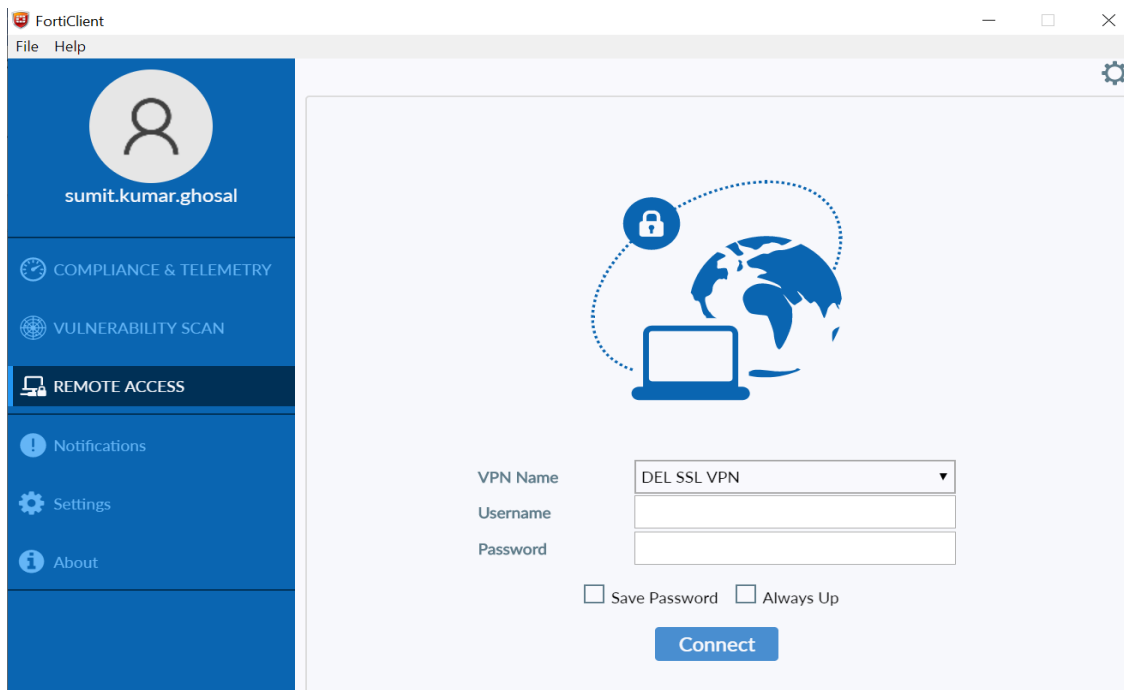 FortiClient
File Help
sumit.kumar.ghosal
COMPLIANCE & TELEMETRY
VULNERABILITY SCAN
REMOTE ACCESS
Notifications
Settings
About
VPN Name DEL SSL VPN
Username
Password
Save Password Always Up
Connect